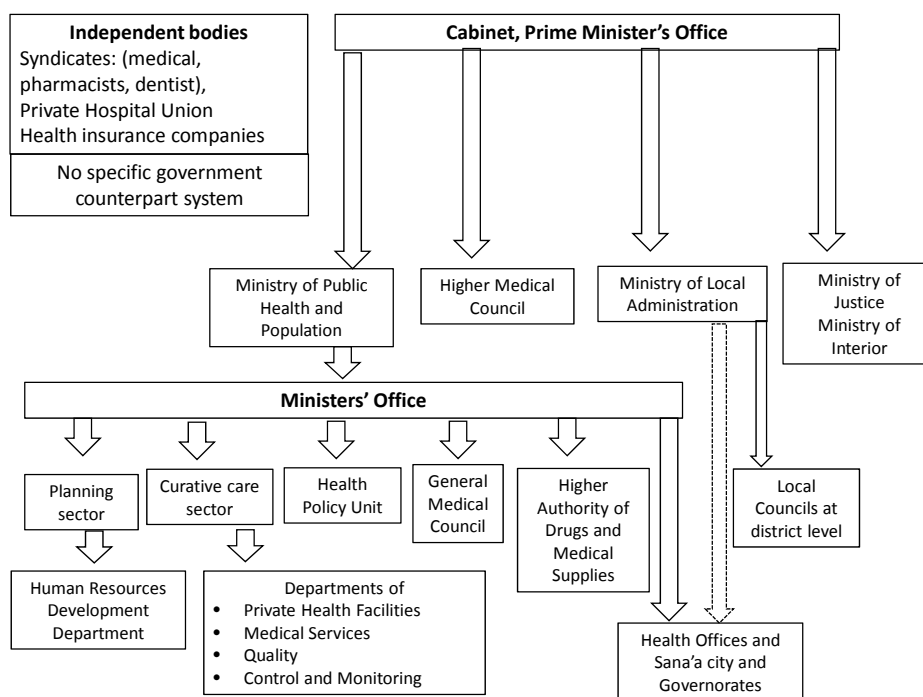 Independent bodies
Syndicates: (medical,
pharmacists, dentist),
Private Hospital Union
Health insurance companies
No specific government
counterpart system
Cabinet, Prime Minister's Office
Ministry of Public
Health and
Population
Higher Medical
Council
Ministry of Local
Administration
Ministry of
Justice
Ministry of
Interior
Ministers' Office
Planning
sector
Curative care
sector
Health
Policy Unit
General
Medical
Council
Higher
Authority of
Drugs and
Medical
Supplies
Local
Councils at
district level
Human Resources
Development
Department
Departments of
• Private Health Facilities
• Medical Services
• Quality
• Control and Monitoring
Health Offices and
Sana'a city and
Governorates